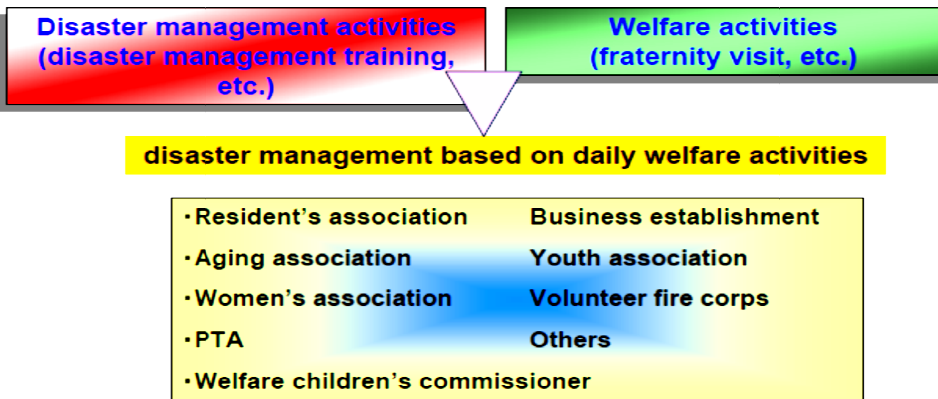 Disaster management activities
(disaster management training,
etc.)
Welfare activities
(fraternity visit, etc.)
disaster management based on daily welfare activities
・Resident's association Business establishment
・Aging association Youth association
・Women's association Volunteer fire corps
・PTA Others
・Welfare children's commissioner